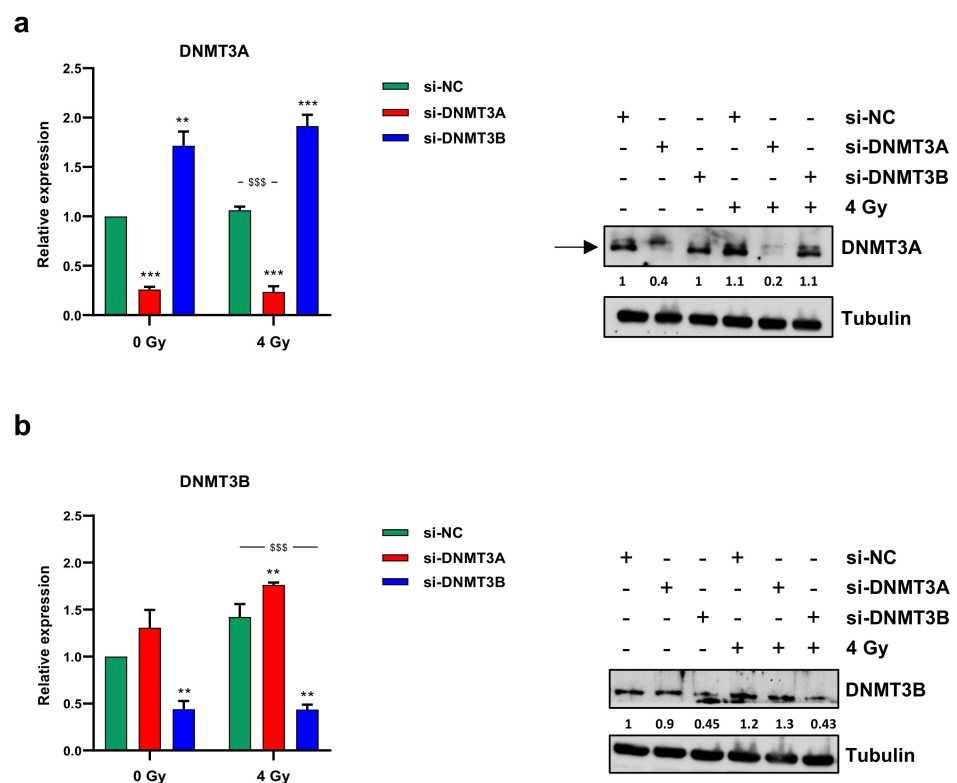 a
DNMT3A
2.5
2.0
1.5
1.0
0.5
0.0
Relative expression
** ***
- $$$ -
*** ***
0 Gy 4 Gy
si-NC
si-DNMT3A
si-DNMT3B
+ - - + - - si-NC
- + - - + - si-DNMT3A
- - + - - + si-DNMT3B
- - - + + + 4 Gy
DNMT3A
1 0.4 1 1.1 0.2 1.1
Tubulin
b
DNMT3B
2.5
2.0
1.5
1.0
0.5
0.0
Relative expression
$$$
**
** **
0 Gy 4 Gy
si-NC
si-DNMT3A
si-DNMT3B
+ - - + - - si-NC
- + - - + - si-DNMT3A
- - + - - + si-DNMT3B
- - - + + + 4 Gy
DNMT3B
1 0.9 0.45 1.2 1.3 0.43
Tubulin